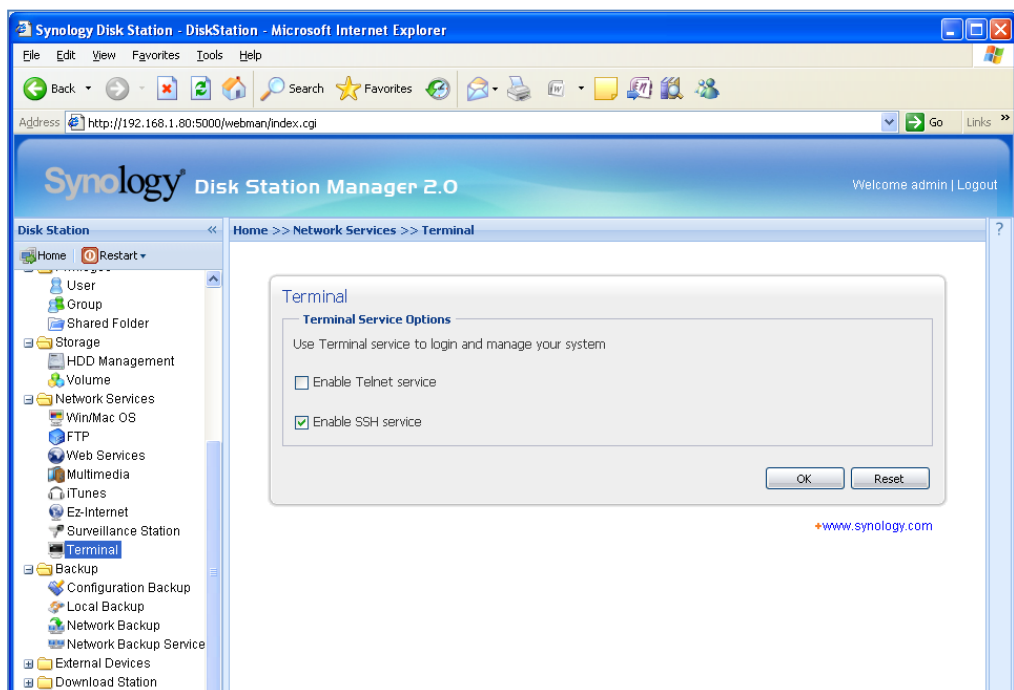 Synology Disk Station - DiskStation - Microsoft Internet Explorer
File Edit View Favorites Tools Help
Back Search Favorites
Address http://192.168.1.80:5000/webman/index.cgi Go Links »
Synology Disk Station Manager 2.0 Welcome admin | Logout
Disk Station « Home >> Network Services >> Terminal ?
Home Restart
User
Group
Shared Folder
Storage
HDD Management
Volume
Network Services
Win/Mac OS
FTP
Web Services
Multimedia
iTunes
Ez-Internet
Surveillance Station
Terminal
Backup
Configuration Backup
Local Backup
Network Backup
Network Backup Service
External Devices
Download Station
Terminal
Terminal Service Options
Use Terminal service to login and manage your system
Enable Telnet service
Enable SSH service
OK Reset
+www.synology.com